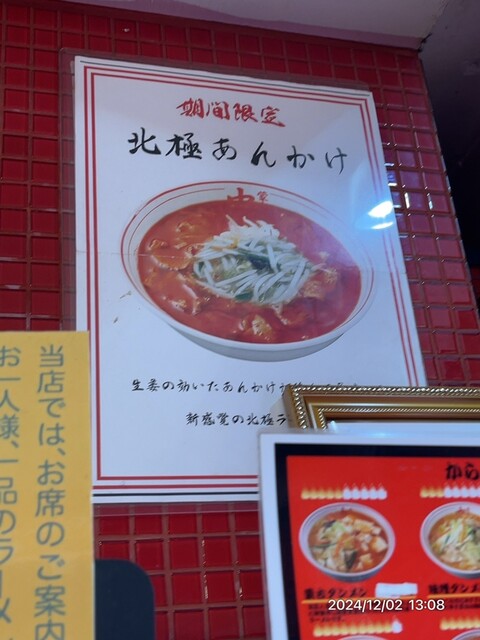 期間限定
北極あんかけ
生姜の効いたあんかけ
新感覚の北極ラ
当店では、お席のご案内
お一人様、一品のラーメン
から
蒙古タンメン
味噌タンメン
2024/12/02 13:08